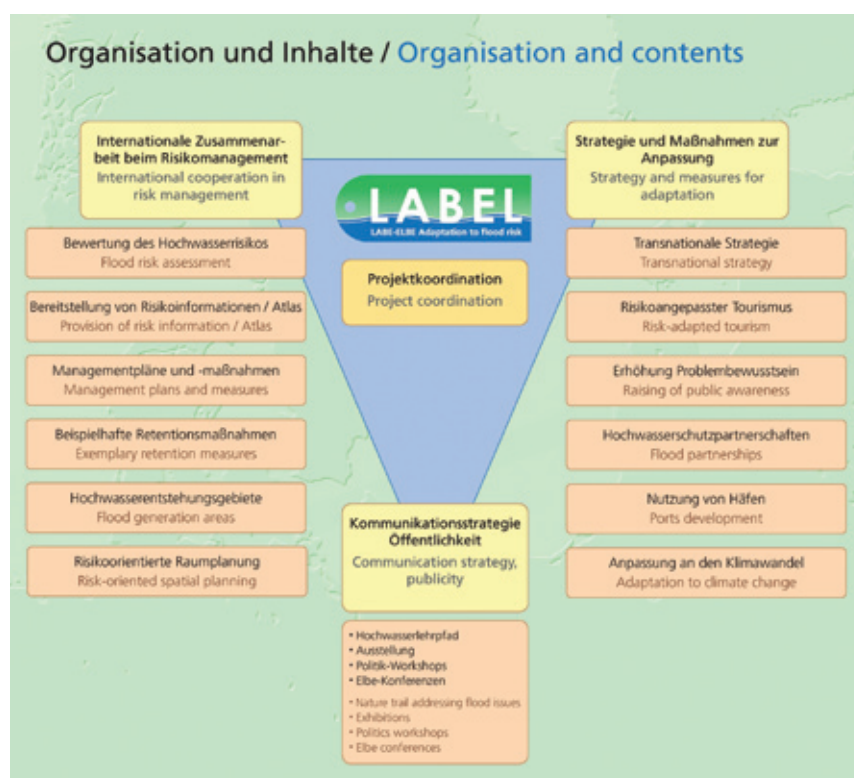 Organisation und Inhalte / Organisation and contents
Internationale Zusammenar-
beit beim Risikomanagement
International cooperation in
risk management
Bewertung des Hochwasserrisikos
Flood risk assessment
Bereitstellung von Risikoinformationen / Atlas
Provision of risk information / Atlas
Managementpläne und -maßnahmen
Management plans and measures
Beispielhafte Retentionsmaßnahmen
Exemplary retention measures
Hochwasserentstehungsgebiete
Flood generation areas
Risikoorientierte Raumplanung
Risk-oriented spatial planning
LABEL
LABE-ELBE Adaptation to flood risk
Projektkoordination
Project coordination
Kommunikationsstrategie
Öffentlichkeit
Communication strategy,
publicity
• Hochwasserlehrpfad
• Ausstellung
• Politik-Workshops
• Elbe-Konferenzen
• Nature trail addressing flood issues
• Exhibitions
• Politics workshops
• Elbe conferences
Strategie und Maßnahmen zur
Anpassung
Strategy and measures for
adaptation
Transnationale Strategie
Transnational strategy
Risikoangepasster Tourismus
Risk-adapted tourism
Erhöhung Problembewusstsein
Raising of public awareness
Hochwasserschutzpartnerschaften
Flood partnerships
Nutzung von Häfen
Ports development
Anpassung an den Klimawandel
Adaptation to climate change